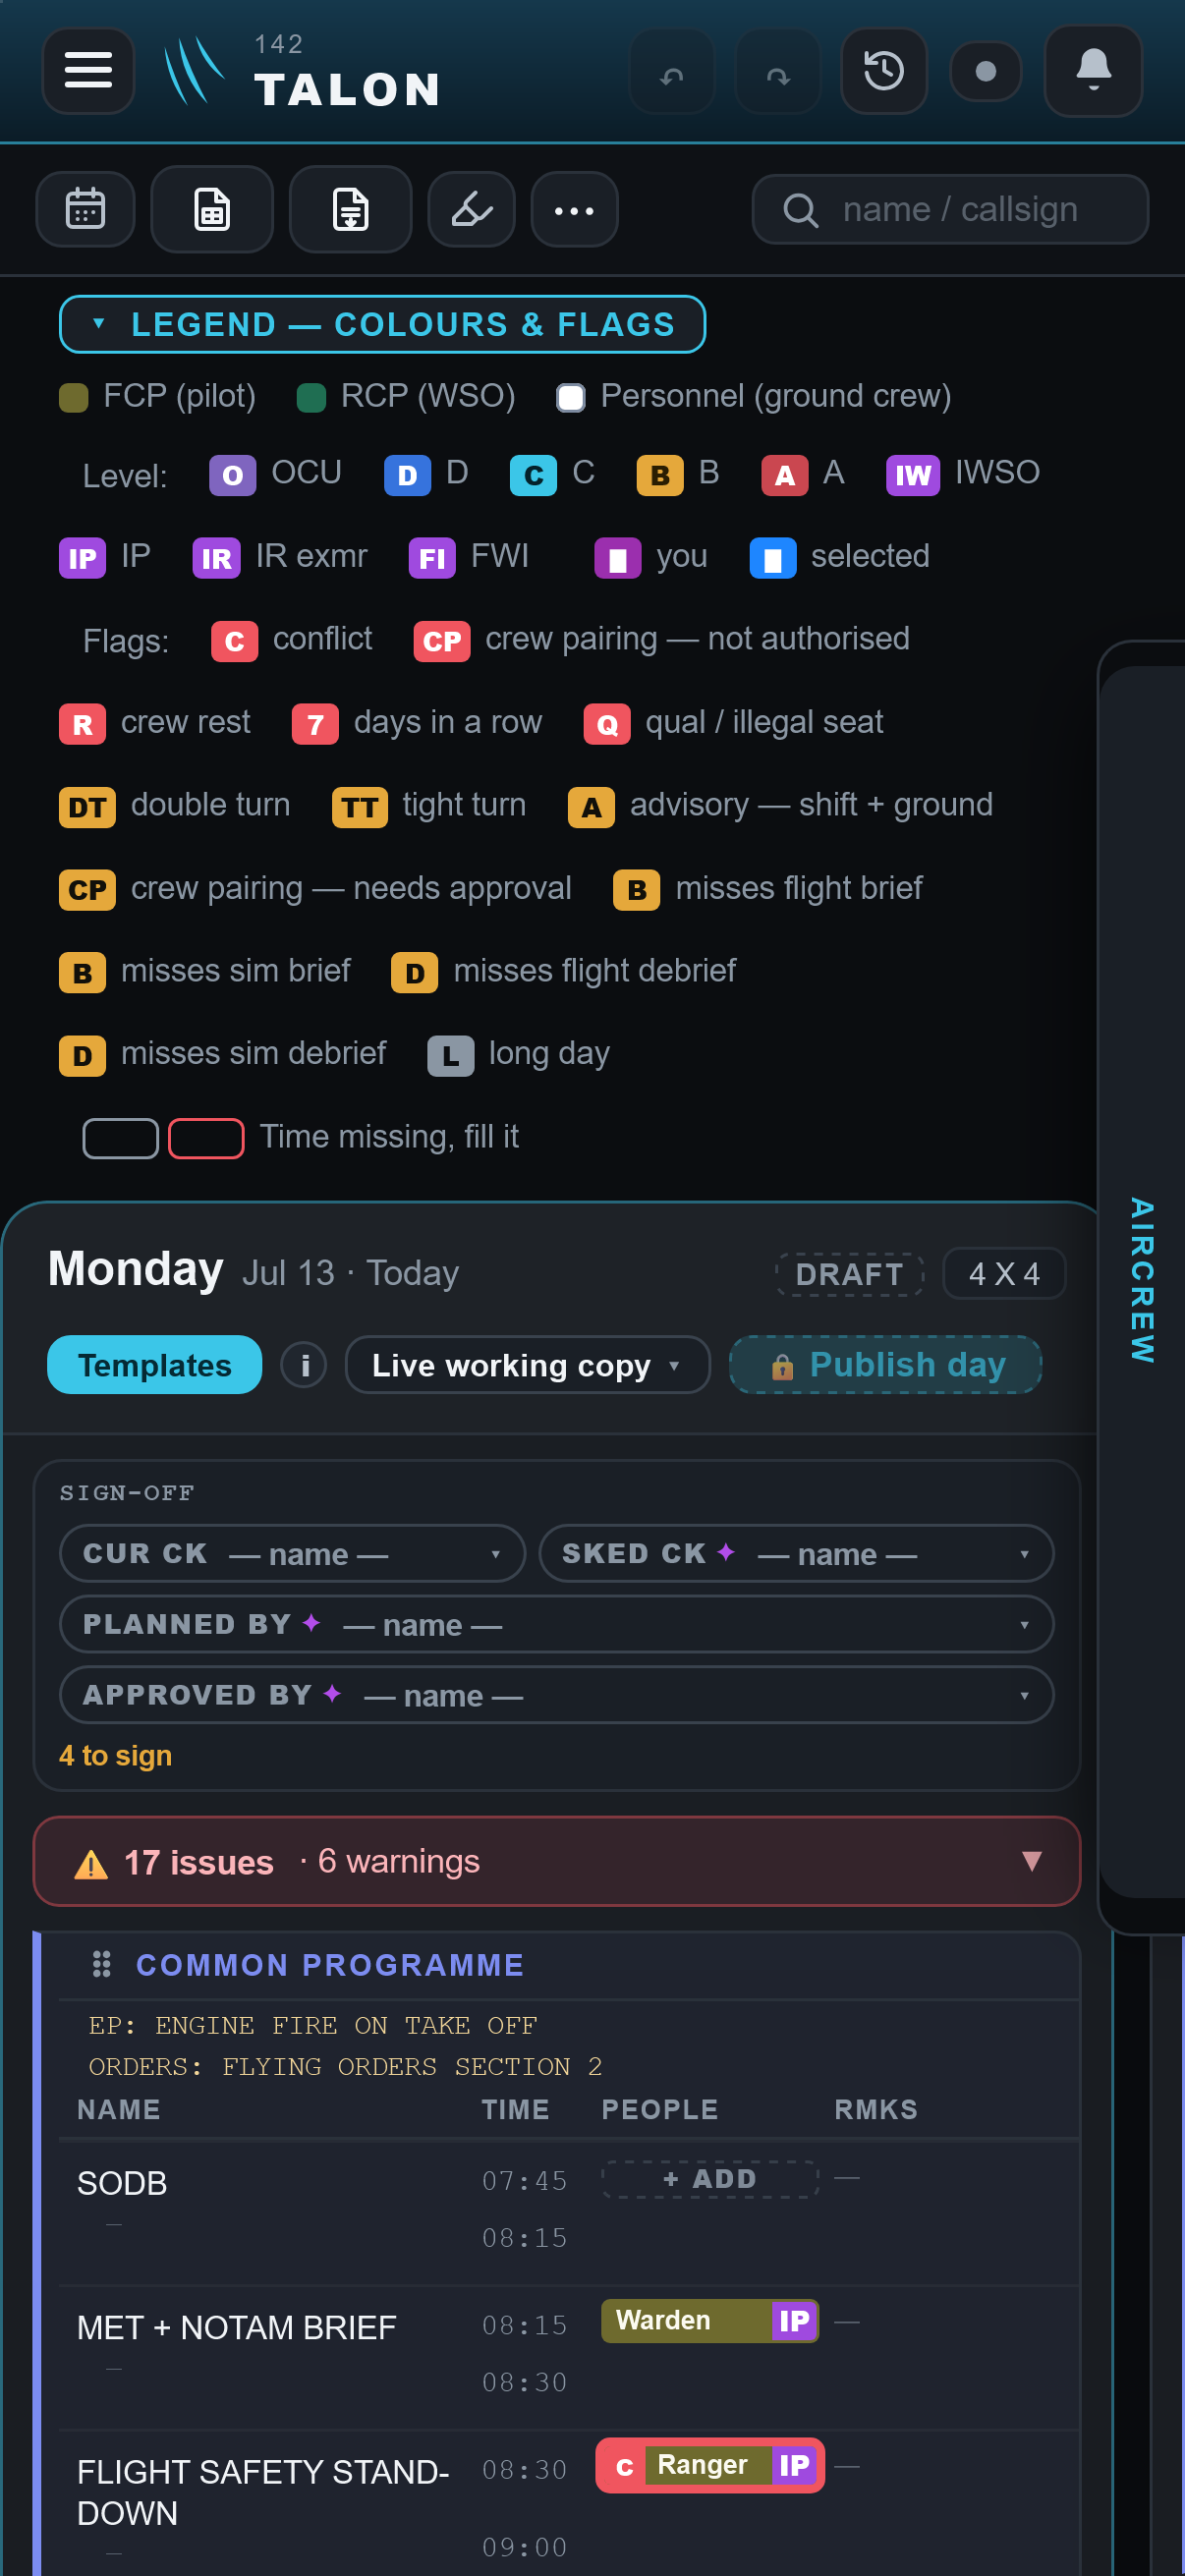 142
TALON
name / callsign
▼ LEGEND — COLOURS & FLAGS
FCP (pilot) RCP (WSO) Personnel (ground crew)
Level: O OCU D D C C B B A A IW IWSO
IP IP IR IR exmr FI FWI you selected
Flags: C conflict CP crew pairing — not authorised
R crew rest 7 days in a row Q qual / illegal seat
DT double turn TT tight turn A advisory — shift + ground
CP crew pairing — needs approval B misses flight brief
B misses sim brief D misses flight debrief
D misses sim debrief L long day
Time missing, fill it
AIRCREW
Monday Jul 13 · Today DRAFT 4 X 4
Templates i Live working copy ▾ 🔒 Publish day
SIGN-OFF
CUR CK — name — ▾ SKED CK ✦ — name — ▾
PLANNED BY ✦ — name — ▾
APPROVED BY ✦ — name — ▾
4 to sign
⚠ 17 issues · 6 warnings ▼
COMMON PROGRAMME
EP: ENGINE FIRE ON TAKE OFF
ORDERS: FLYING ORDERS SECTION 2
NAME TIME PEOPLE RMKS
SODB 07:45 + ADD —
— 08:15
MET + NOTAM BRIEF 08:15 Warden IP —
— 08:30
FLIGHT SAFETY STAND- 08:30 C Ranger IP —
DOWN
— 09:00